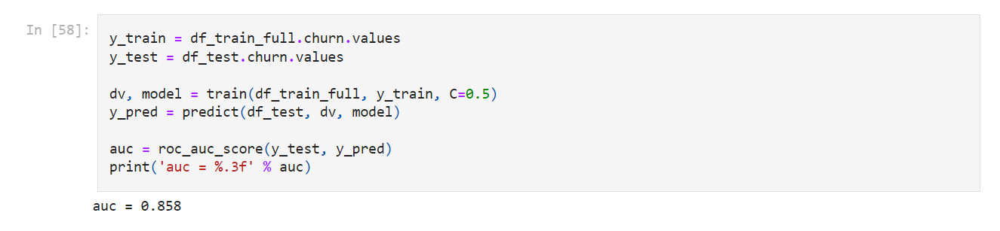 In [58]:
y_train = df_train_full.churn.values
y_test = df_test.churn.values
dv, model = train(df_train_full, y_train, C=0.5)
y_pred = predict(df_test, dv, model)
auc = roc_auc_score(y_test, y_pred)
print('auc = %.3f' % auc)
auc = 0.858